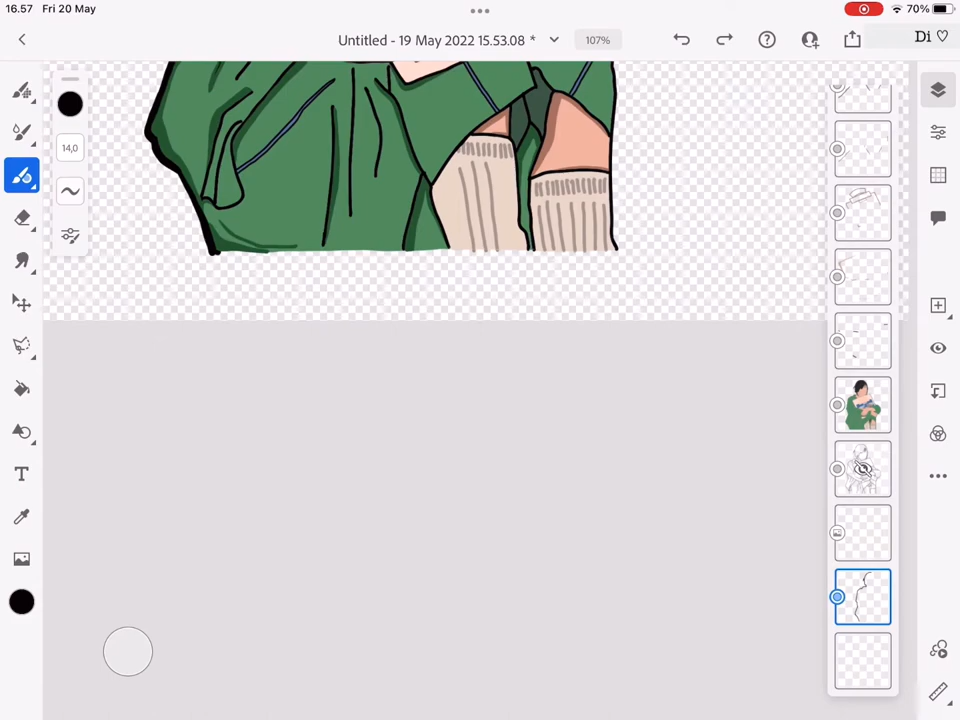 16.57 Fri 20 May
70%
Untitled - 19 May 2022 15.53.08 *
107%
Di ♡
14,0
T